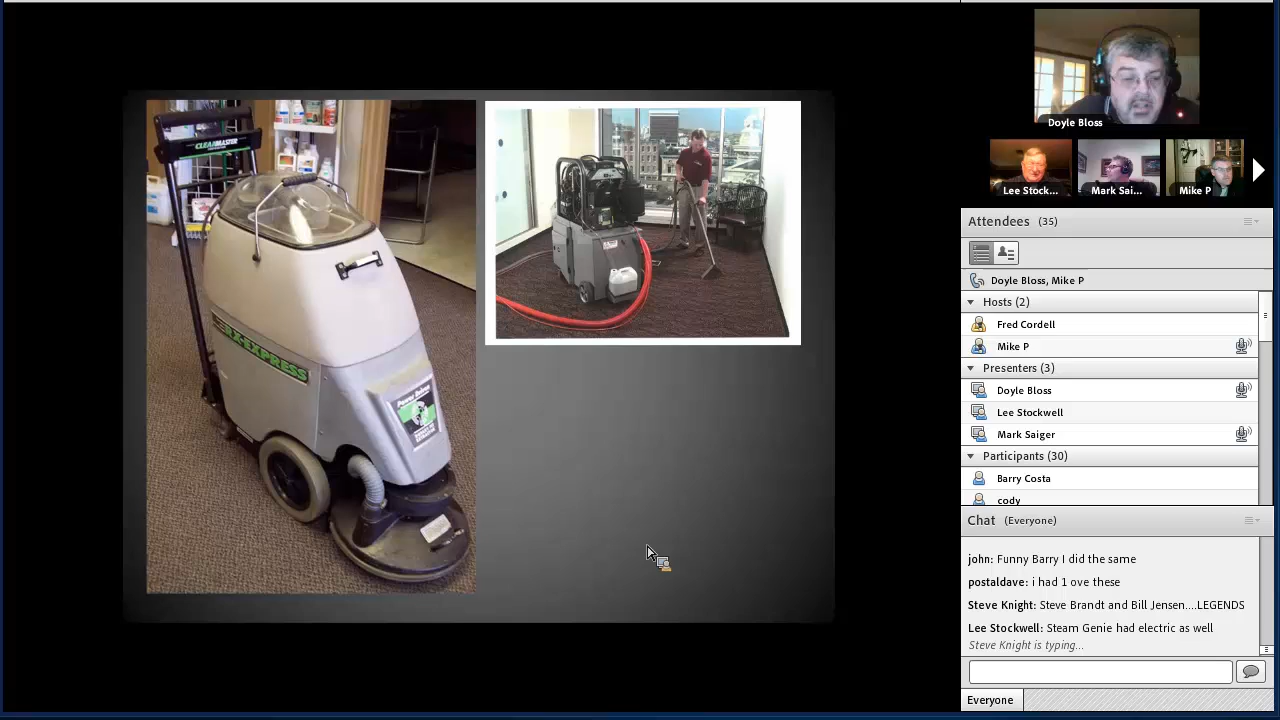 CLEANMASTER
RX-EXPRESS
Doyle Bloss
Lee Stock...
Mark Sai...
Mike P
Attendees (35)
Doyle Bloss, Mike P
Hosts (2)
Fred Cordell
Mike P
Presenters (3)
Doyle Bloss
Lee Stockwell
Mark Saiger
Participants (30)
Barry Costa
cody
Chat (Everyone)
john: Funny Barry I did the same
postaldave: i had 1 ove these
Steve Knight: Steve Brandt and Bill Jensen....LEGENDS
Lee Stockwell: Steam Genie had electric as well
Steve Knight is typing...
Everyone